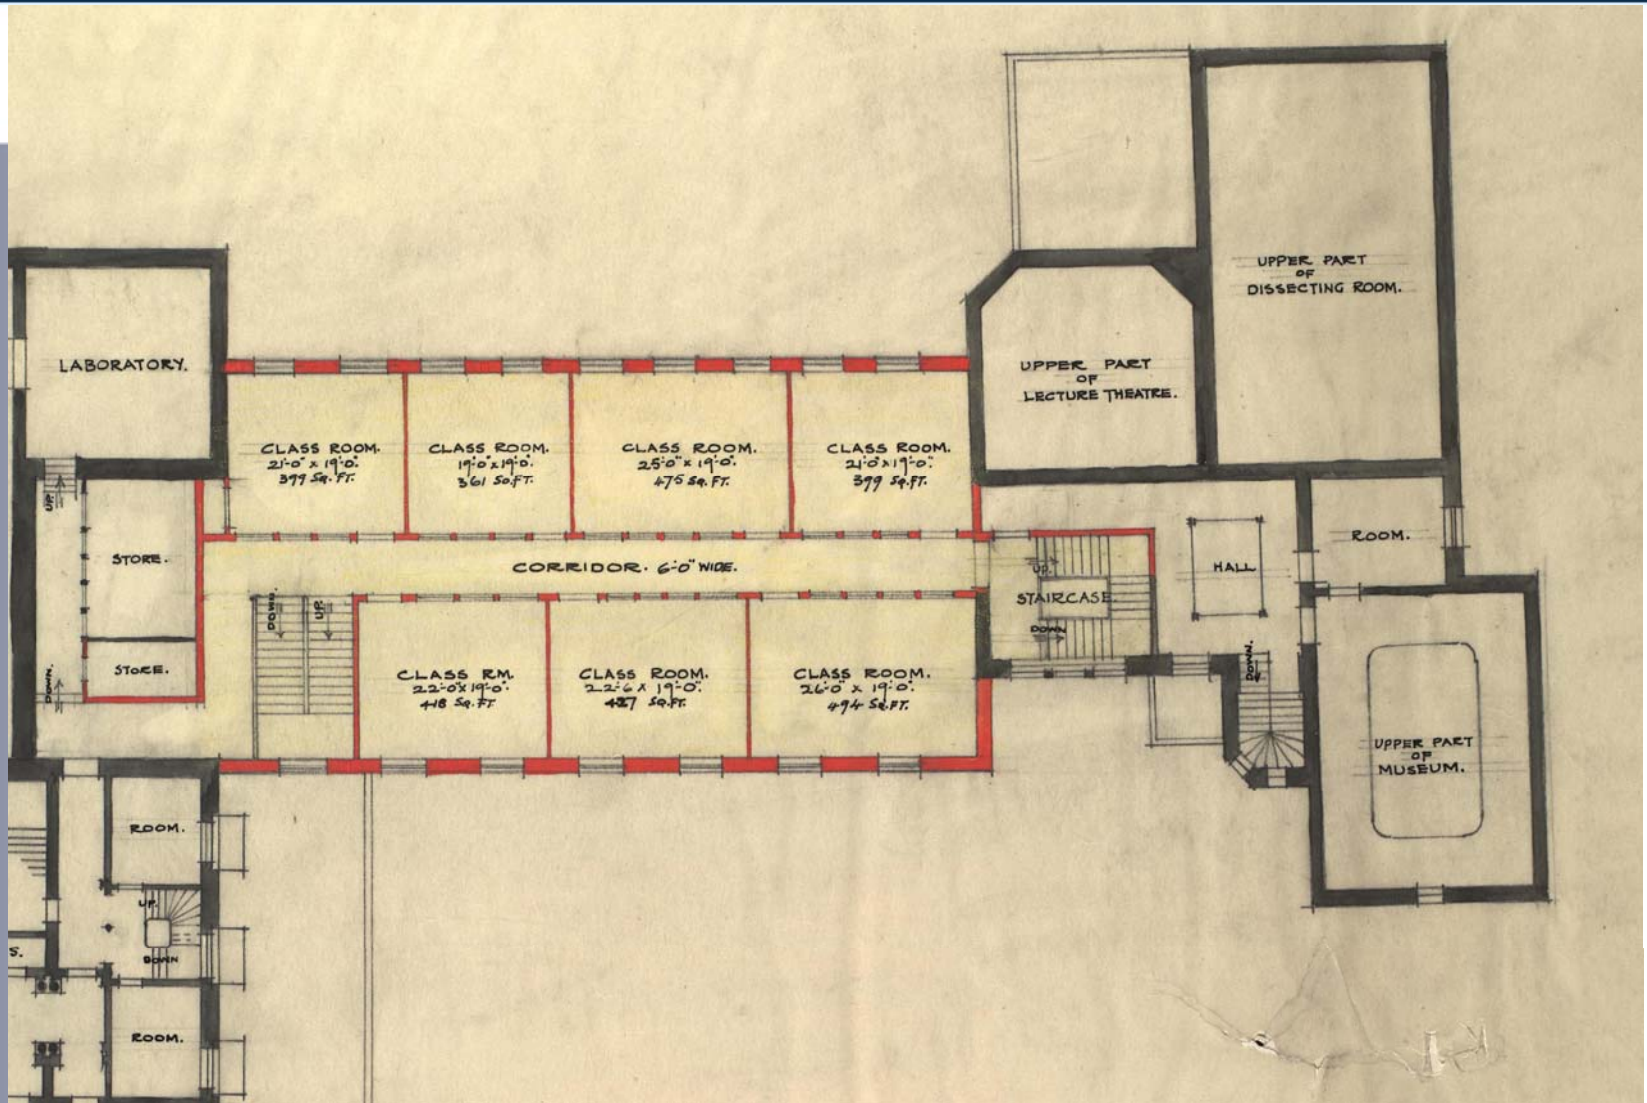 UPPER PART
OF
DISSECTING ROOM.
LABORATORY.
UPPER PART
OF
LECTURE THEATRE.
CLASS ROOM.
21'-0" x 19'-0".
399 SQ. FT.
CLASS ROOM.
19'-0" x 19'-0".
361 SQ. FT.
CLASS ROOM.
25'-0" x 19'-0".
475 SQ. FT.
CLASS ROOM.
21'-0" x 19'-0".
399 SQ. FT.
UP.
STORE.
CORRIDOR. 6'-0" WIDE.
UP.
STAIRCASE
DOWN
HALL
ROOM.
DOWN.
UP.
STORE.
DOWN.
CLASS RM.
22'-0" x 19'-0".
418 SQ. FT
CLASS ROOM.
22'-6 x 19'-0".
427 SQ. FT.
CLASS ROOM.
26'-0" x 19'-0".
494 SQ. FT.
DOWN.
UPPER PART
OF
MUSEUM.
ROOM.
UP.
DOWN
S.
ROOM.